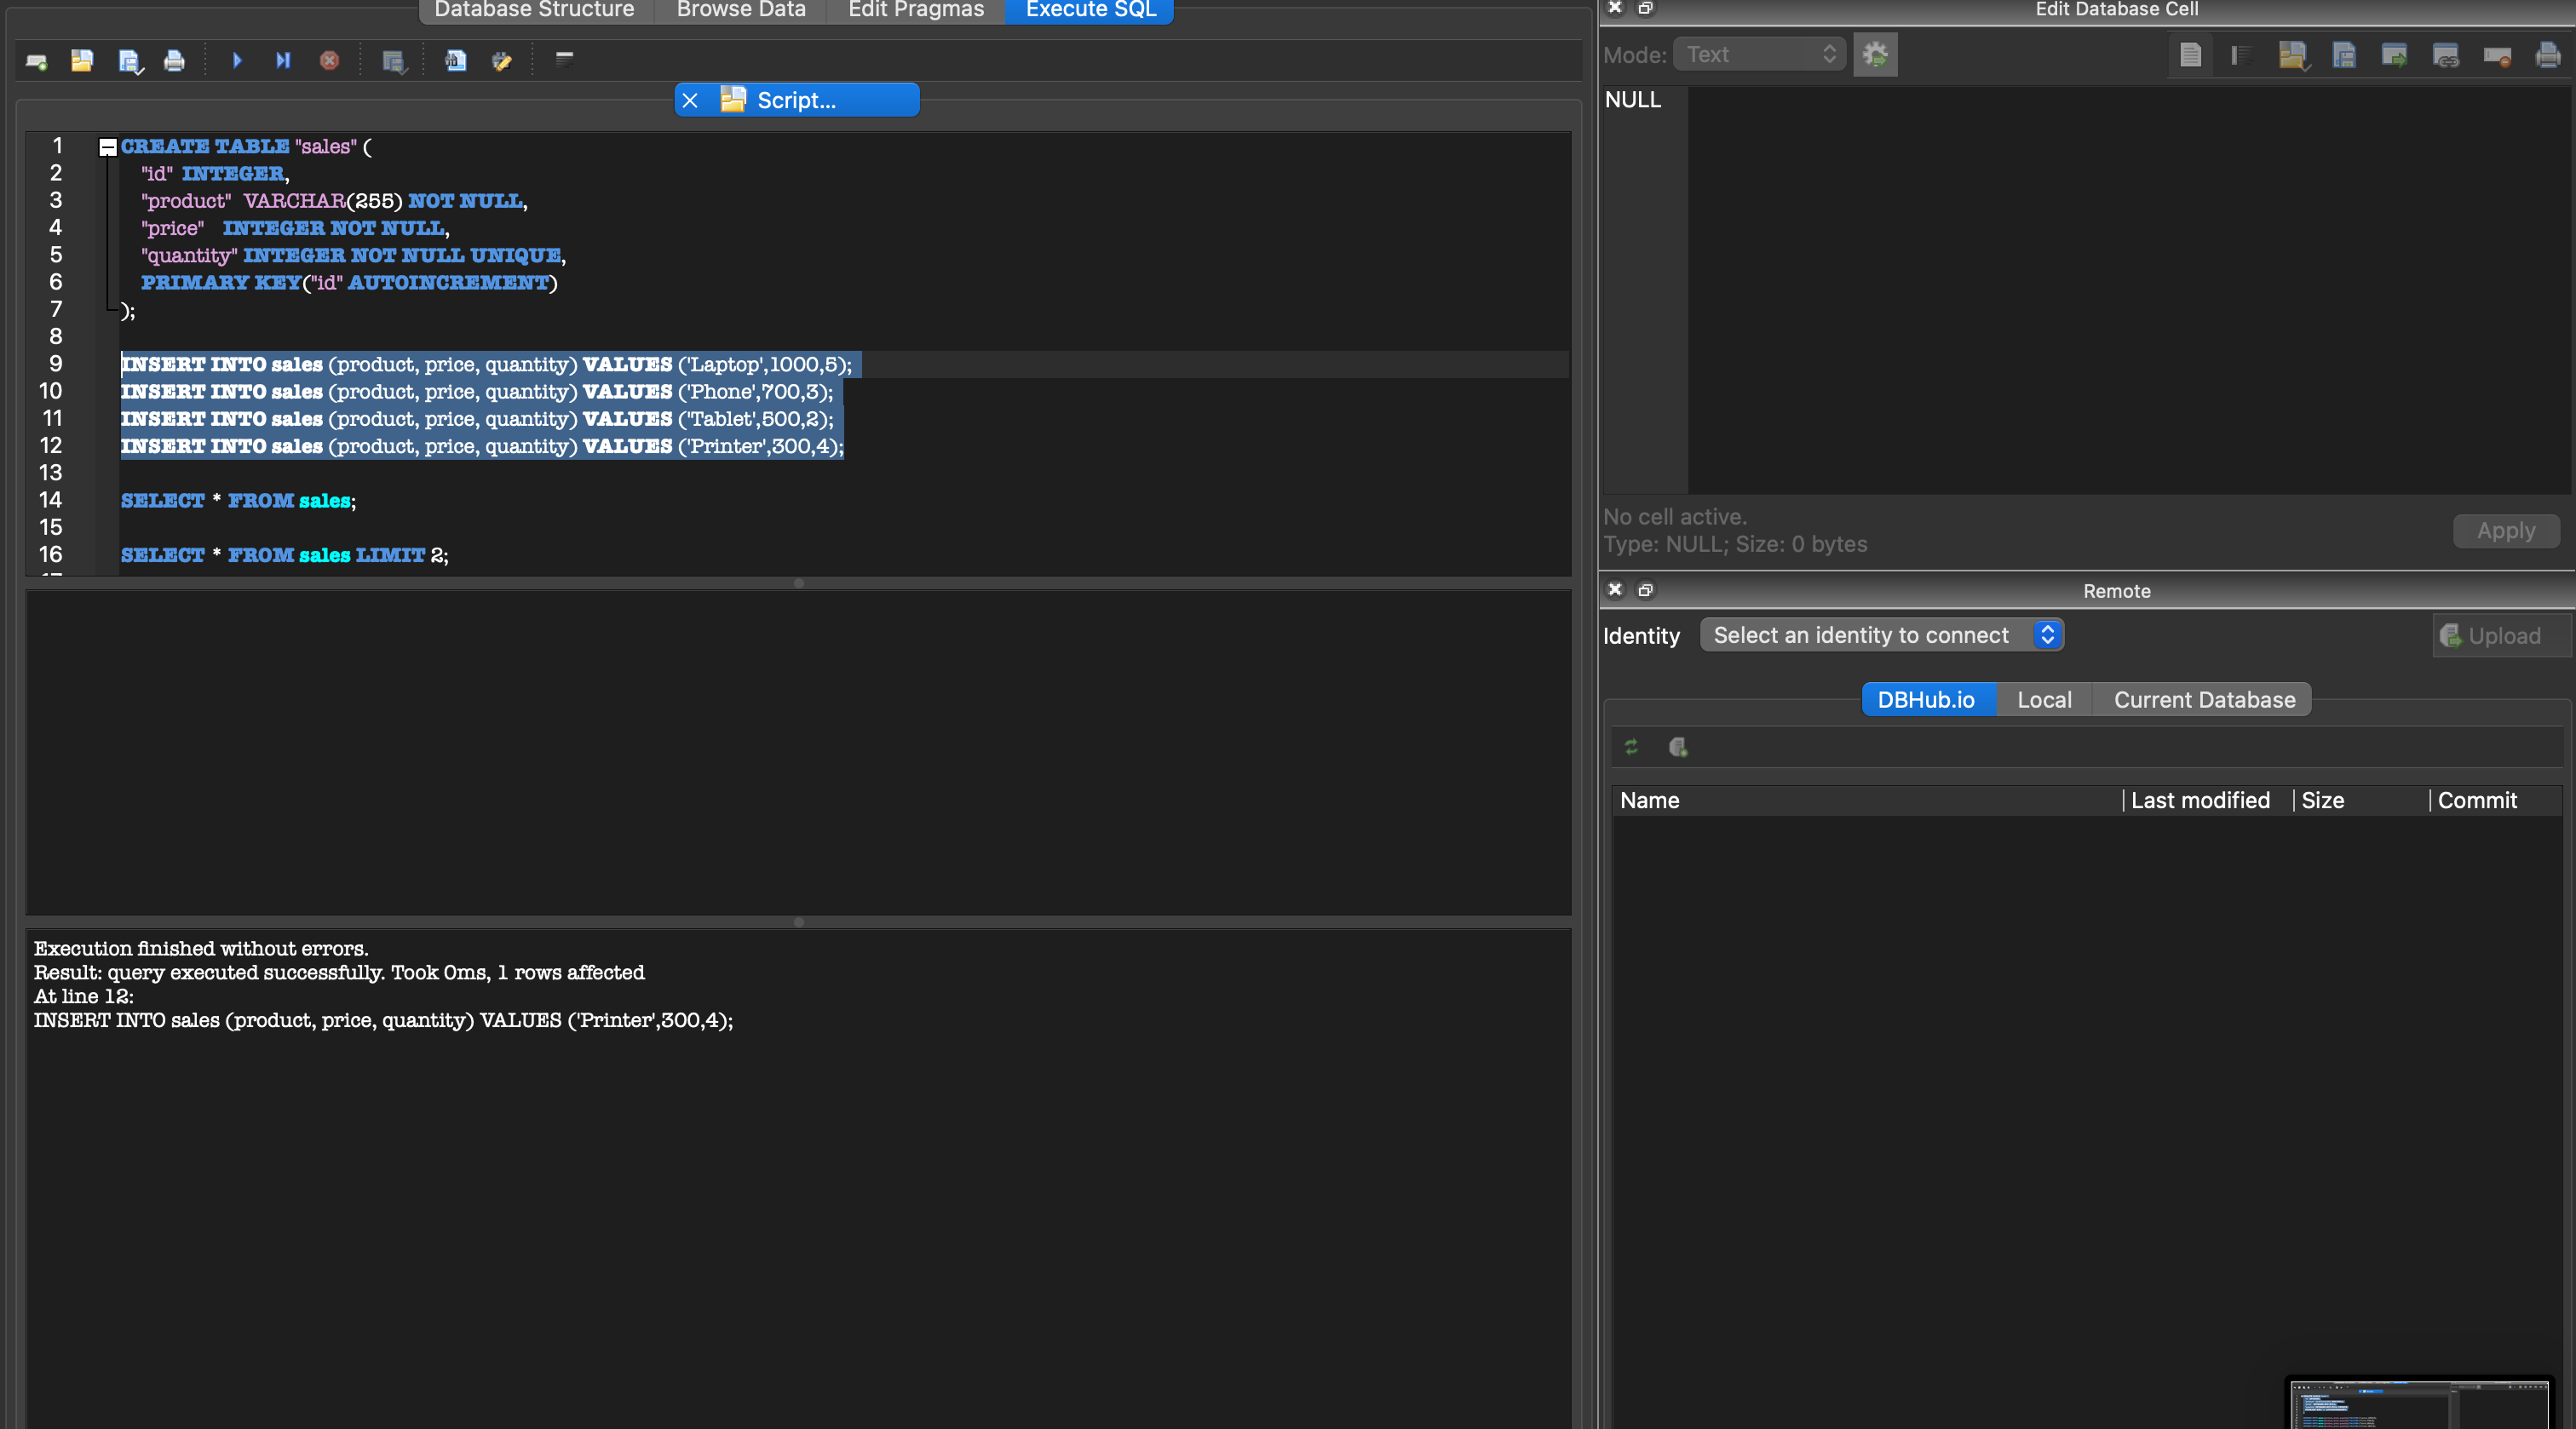 Database Structure Browse Data Edit Pragmas Execute SQL
Script...
1 CREATE TABLE "sales" (
2 "id" INTEGER,
3 "product" VARCHAR(255) NOT NULL,
4 "price" INTEGER NOT NULL,
5 "quantity" INTEGER NOT NULL UNIQUE,
6 PRIMARY KEY("id" AUTOINCREMENT)
7 );
8
9 INSERT INTO sales (product, price, quantity) VALUES ('Laptop',1000,5);
10 INSERT INTO sales (product, price, quantity) VALUES ('Phone',700,3);
11 INSERT INTO sales (product, price, quantity) VALUES ('Tablet',500,2);
12 INSERT INTO sales (product, price, quantity) VALUES ('Printer',300,4);
13
14 SELECT * FROM sales;
15
16 SELECT * FROM sales LIMIT 2;
Execution finished without errors.
Result: query executed successfully. Took 0ms, 1 rows affected
At line 12:
INSERT INTO sales (product, price, quantity) VALUES ('Printer',300,4);
Edit Database Cell
Mode: Text
NULL
No cell active.
Type: NULL; Size: 0 bytes
Apply
Remote
Identity Select an identity to connect Upload
DBHub.io Local Current Database
Name Last modified Size Commit